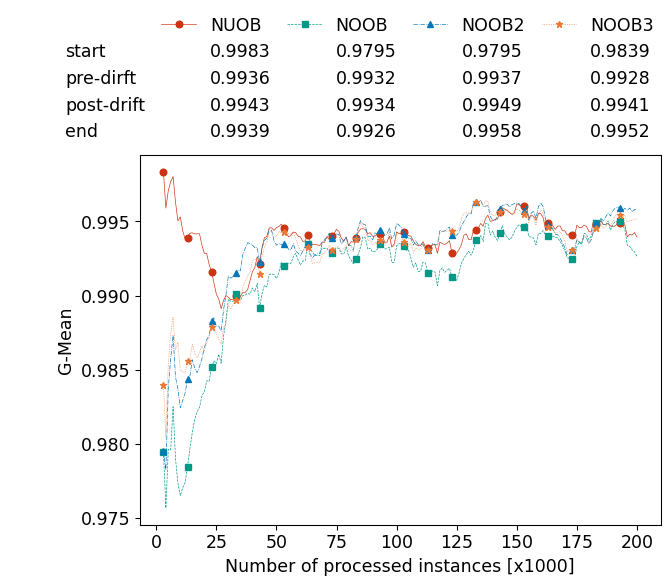 NUOB NOOB NOOB2 NOOB3
start 0.9983 0.9795 0.9795 0.9839
pre-dirft 0.9936 0.9932 0.9937 0.9928
post-drift 0.9943 0.9934 0.9949 0.9941
end 0.9939 0.9926 0.9958 0.9952
0.995
0.990
0.985
0.980
0.975
G-Mean
0 25 50 75 100 125 150 175 200
Number of processed instances [x1000]